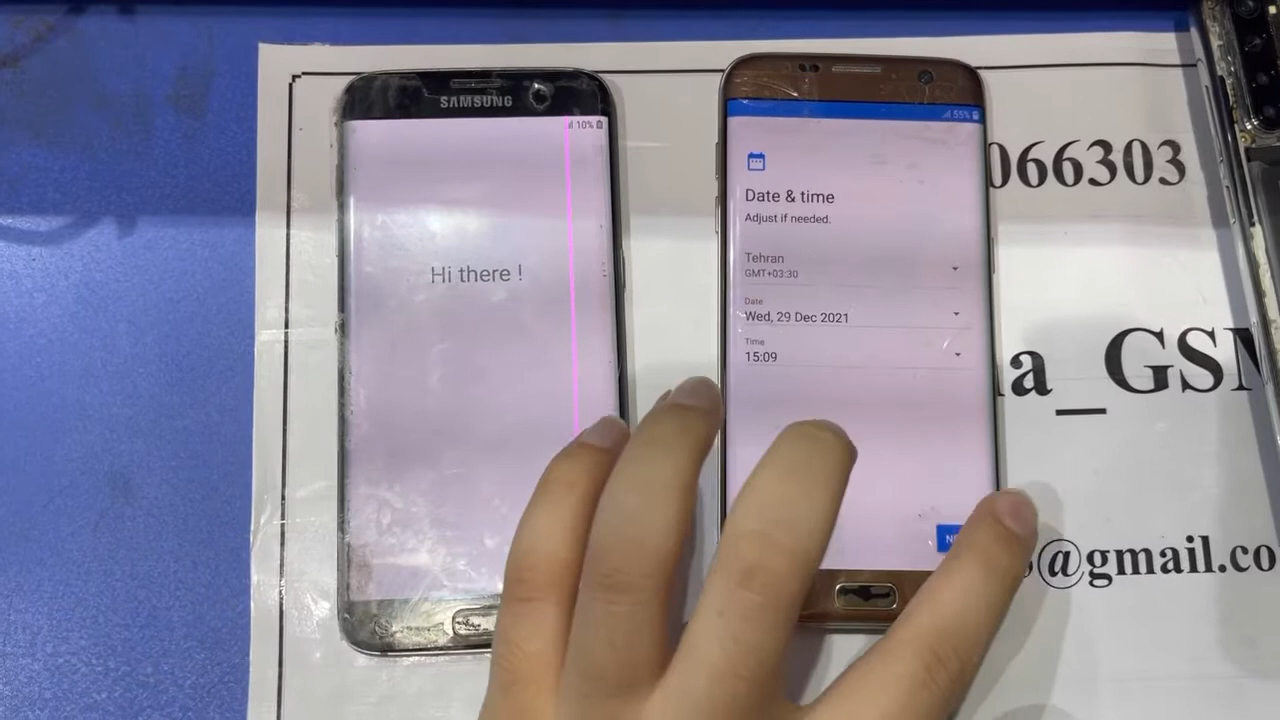 SAMSUNG
10%
Hi there !
55%
Date & time
Adjust if needed.
Tehran
GMT+03:30
Date
Wed, 29 Dec 2021
Time
15:09
066303
a_GSM
@gmail.co